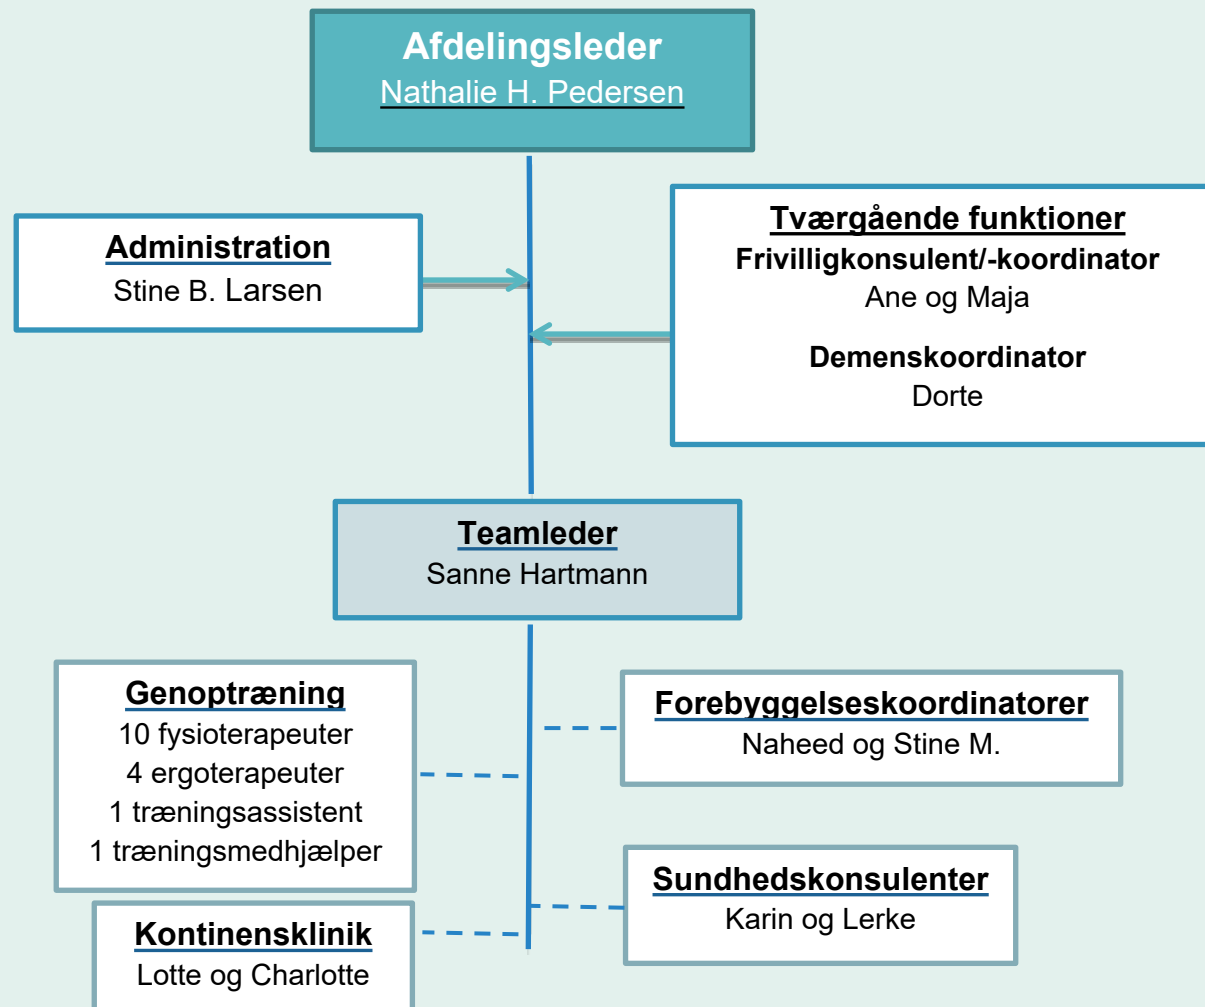 Afdelingsleder
Nathalie H. Pedersen
Administration
Stine B. Larsen
Tværgående funktioner
Frivilligkonsulent/-koordinator
Ane og Maja
Demenskoordinator
Dorte
Teamleder
Sanne Hartmann
Genoptræning
10 fysioterapeuter
4 ergoterapeuter
1 træningsassistent
1 træningsmedhjælper
Forebyggelseskoordinatorer
Naheed og Stine M.
Sundhedskonsulenter
Karin og Lerke
Kontinensklinik
Lotte og Charlotte